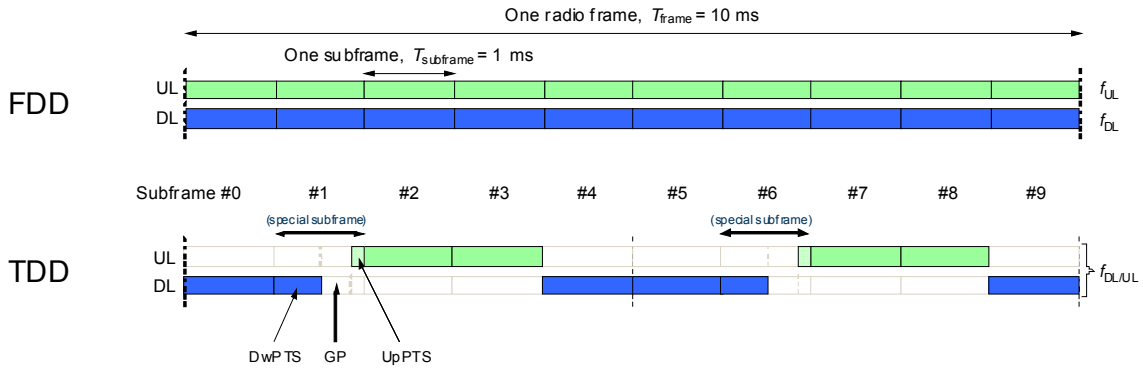 One radio frame, Tframe = 10 ms
One subframe, Tsubframe = 1 ms
FDD
UL
fUL
DL
fDL
Subframe #0 #1 #2 #3 #4 #5 #6 #7 #8 #9
(special subframe) (special subframe)
TDD
UL
DL
fDL/UL
DwPTS GP UpPTS